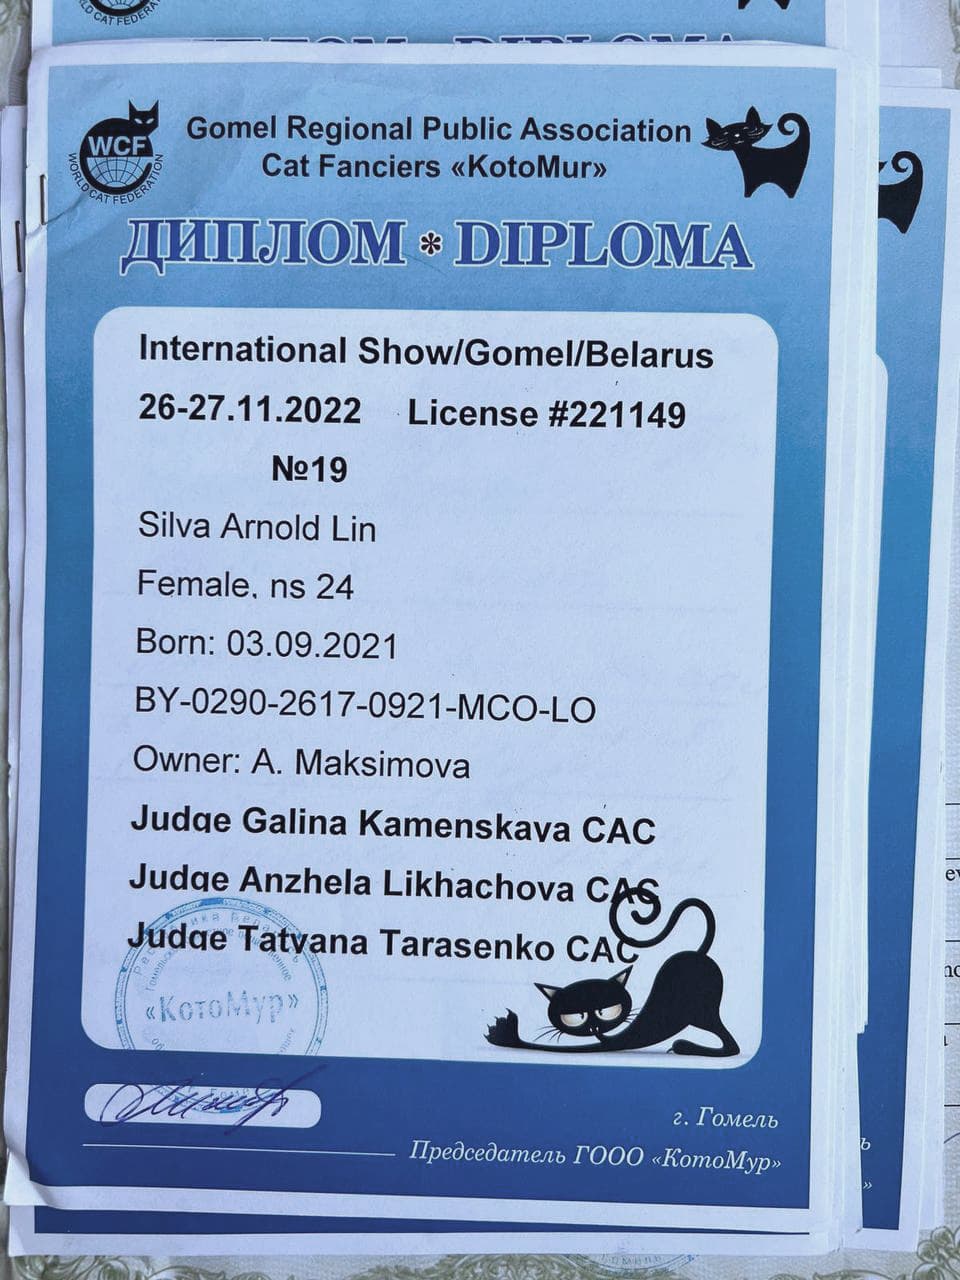 WCF
WORLD CAT FEDERATION
Gomel Regional Public Association
Cat Fanciers «KotoMur»
ДИПЛОМ * DIPLOMA
International Show/Gomel/Belarus
26-27.11.2022 License #221149
№19
Silva Arnold Lin
Female, ns 24
Born: 03.09.2021
BY-0290-2617-0921-MCO-LO
Owner: A. Maksimova
Judge Galina Kamenskaya CAC
Judge Anzhela Likhachova CAC
Judge Tatyana Tarasenko CAC
«КотоМур»
г. Гомель
Председатель ГООО «КотоМур»